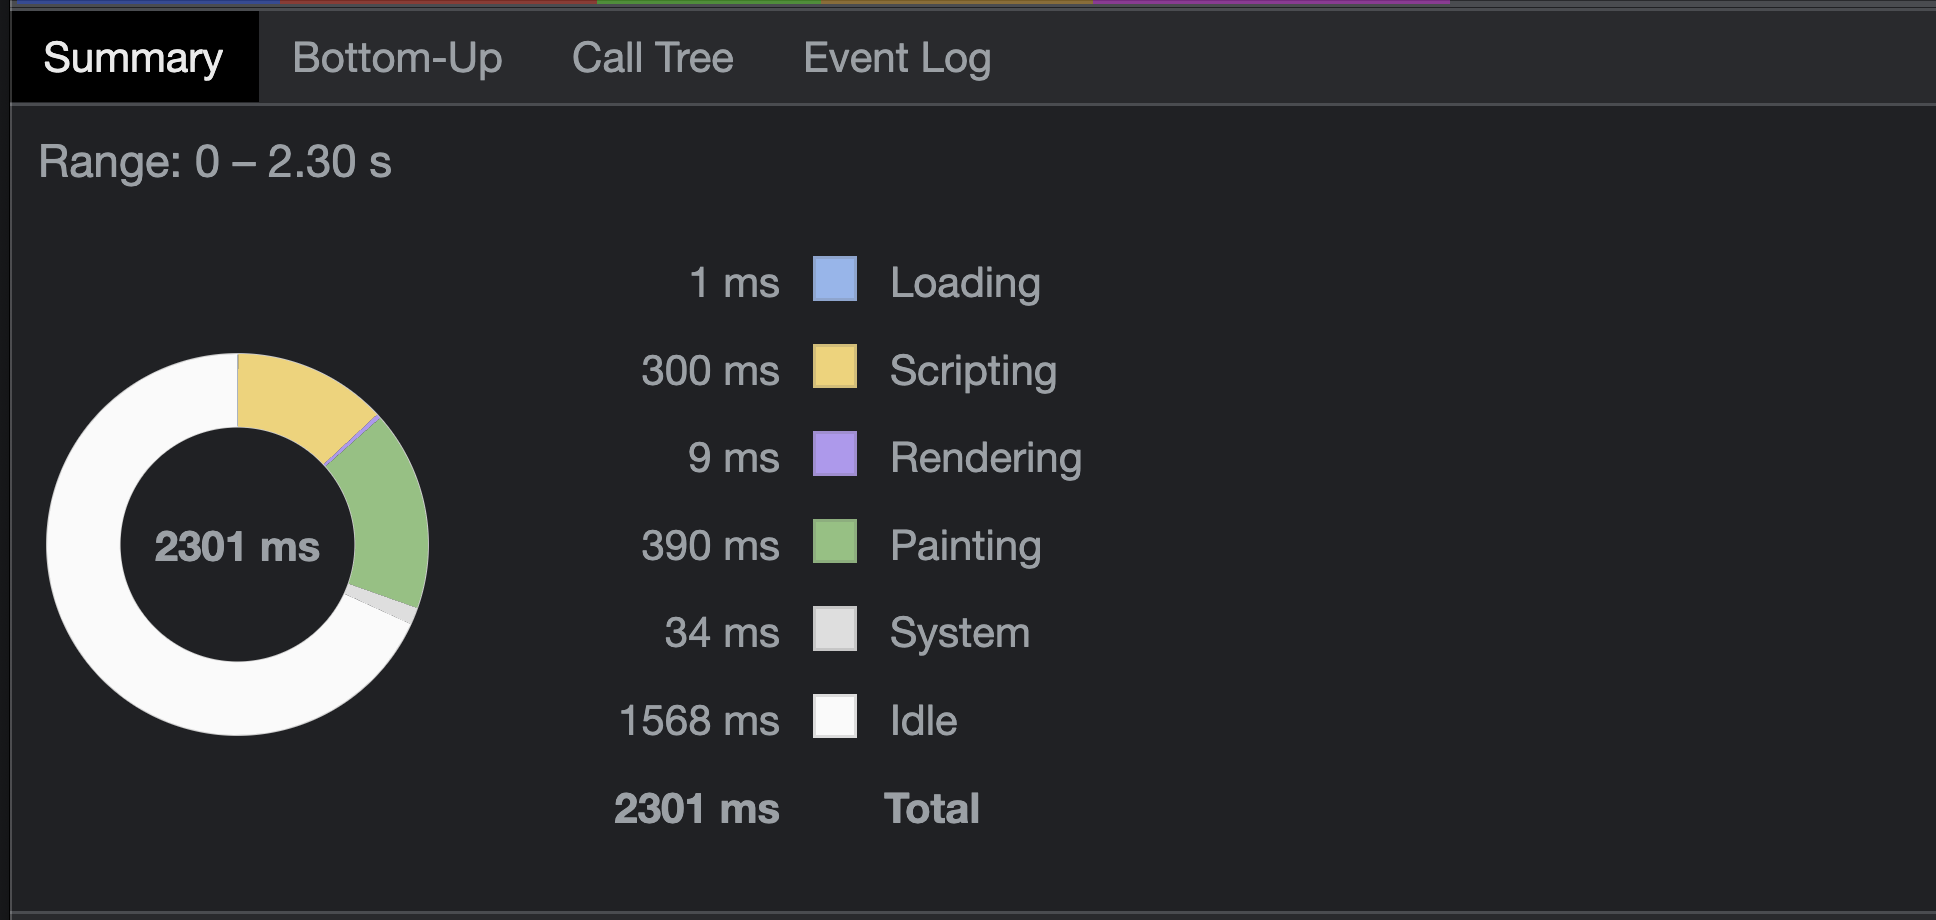 Summary Bottom-Up Call Tree Event Log
Range: 0 – 2.30 s
1 ms Loading
300 ms Scripting
9 ms Rendering
2301 ms
390 ms Painting
34 ms System
1568 ms Idle
2301 ms Total